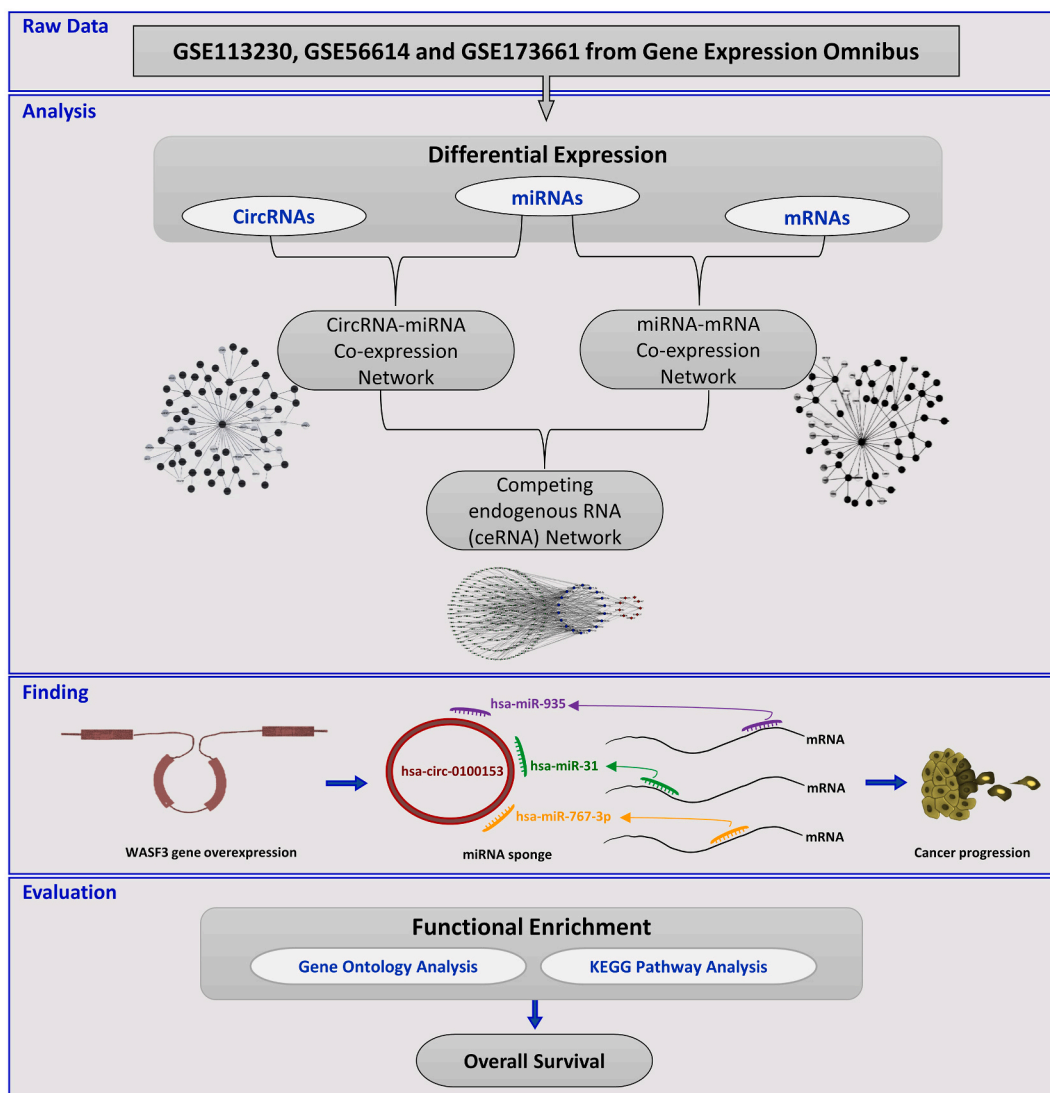 Raw Data
GSE113230, GSE56614 and GSE173661 from Gene Expression Omnibus
Analysis
Differential Expression
CircRNAs
miRNAs
mRNAs
CircRNA-miRNA
Co-expression
Network
miRNA-mRNA
Co-expression
Network
Competing
endogenous RNA
(ceRNA) Network
Finding
WASF3 gene overexpression
hsa-circ-0100153
hsa-miR-935
hsa-miR-31
hsa-miR-767-3p
miRNA sponge
mRNA
mRNA
mRNA
Cancer progression
Evaluation
Functional Enrichment
Gene Ontology Analysis
KEGG Pathway Analysis
Overall Survival